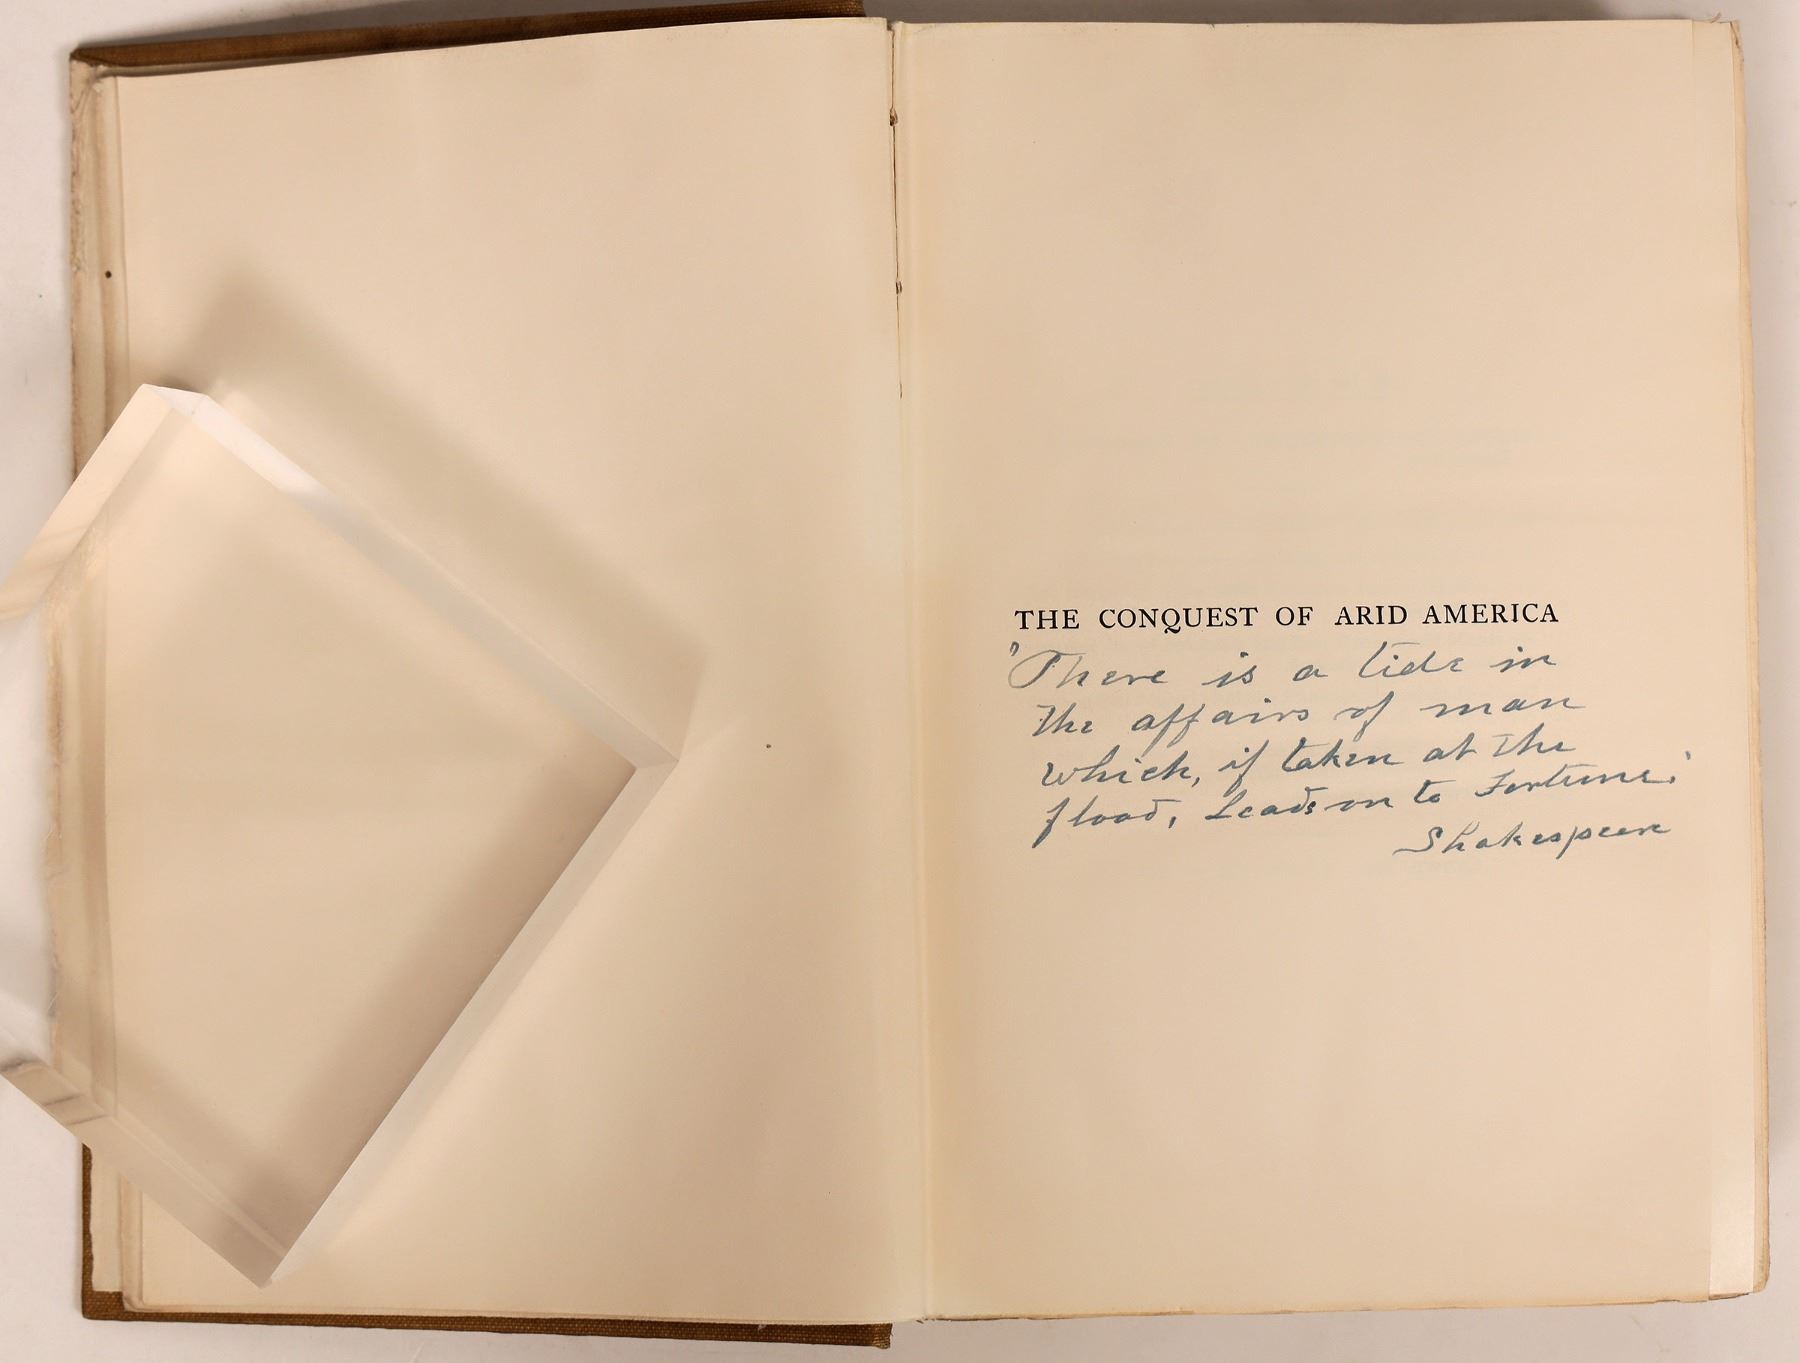 THE CONQUEST OF ARID AMERICA
"There is a tide in
the affairs of man
which, if taken at the
flood, Leads on to Fortune."
Shakespeere